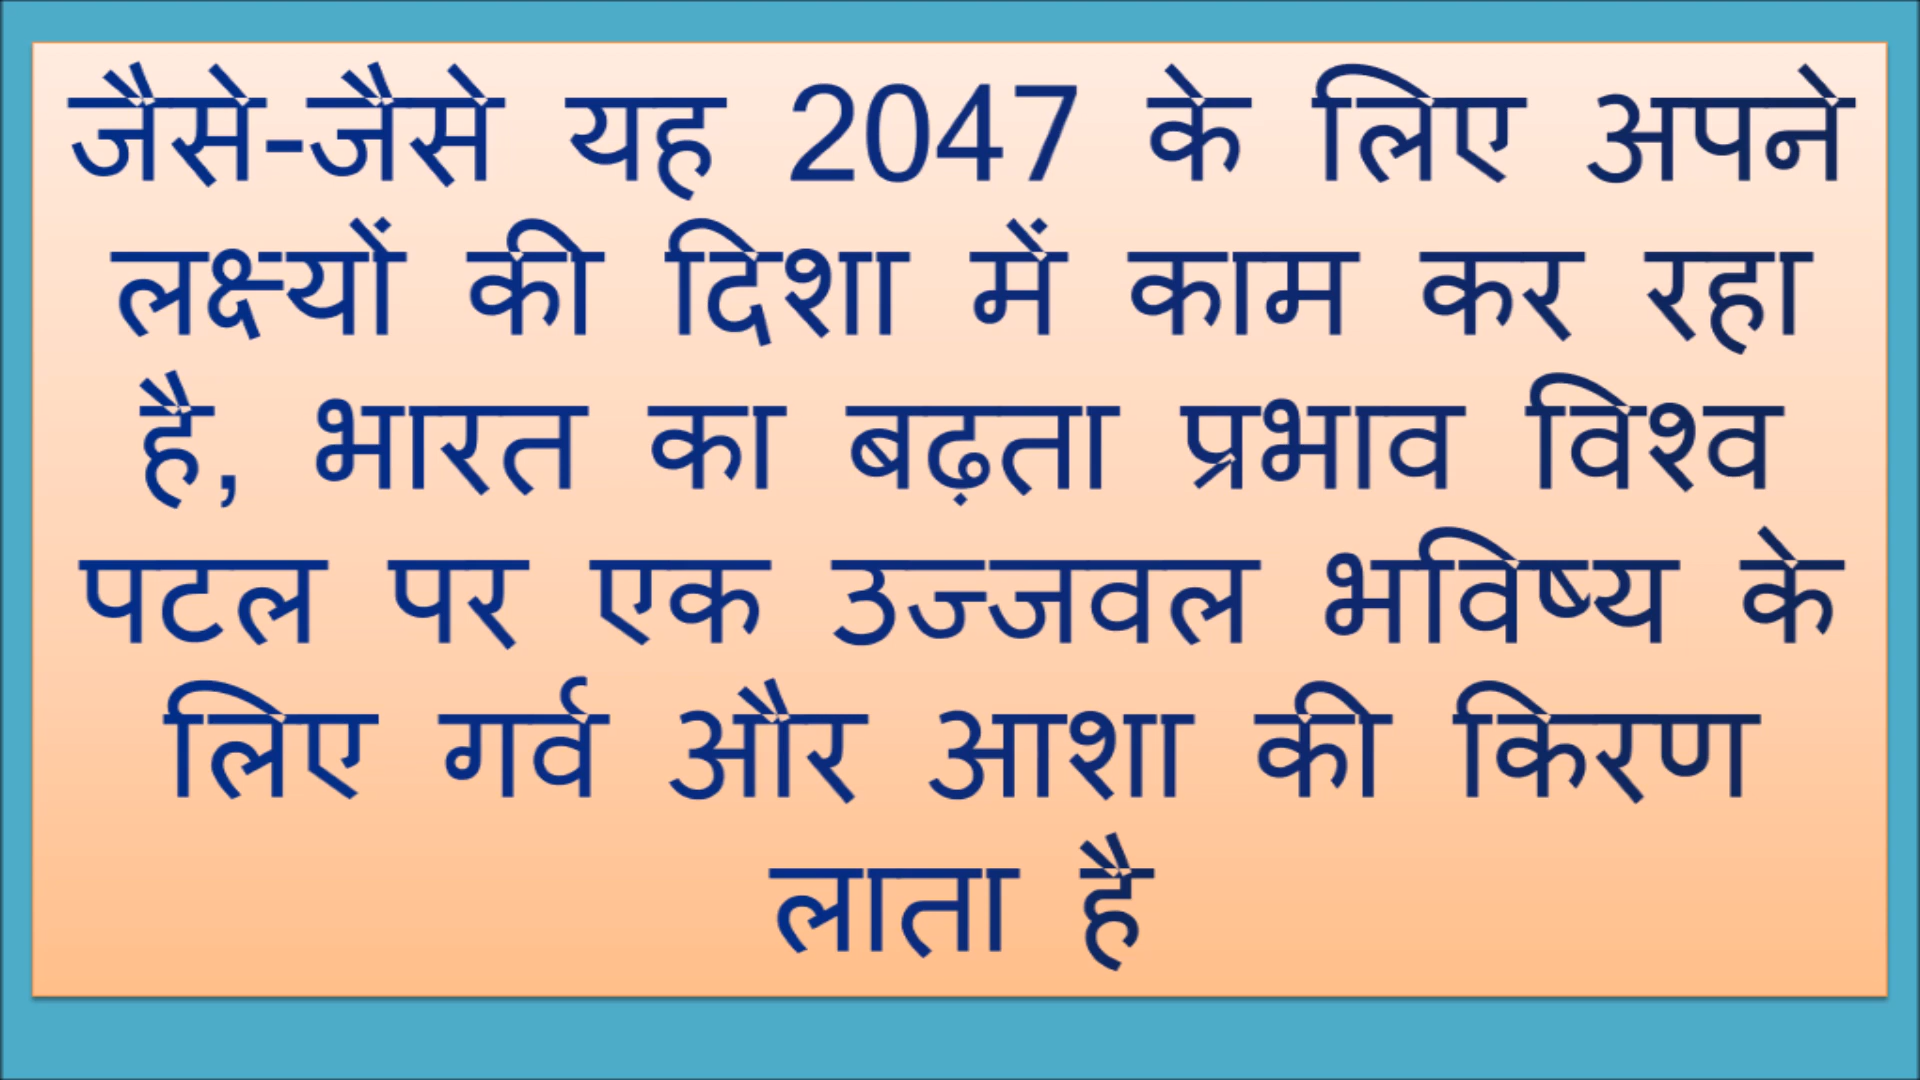 जैसे-जैसे यह 2047 के लिए अपने
लक्ष्यों की दिशा में काम कर रहा
है, भारत का बढ़ता प्रभाव विश्व
पटल पर एक उज्जवल भविष्य के
लिए गर्व और आशा की किरण
लाता है